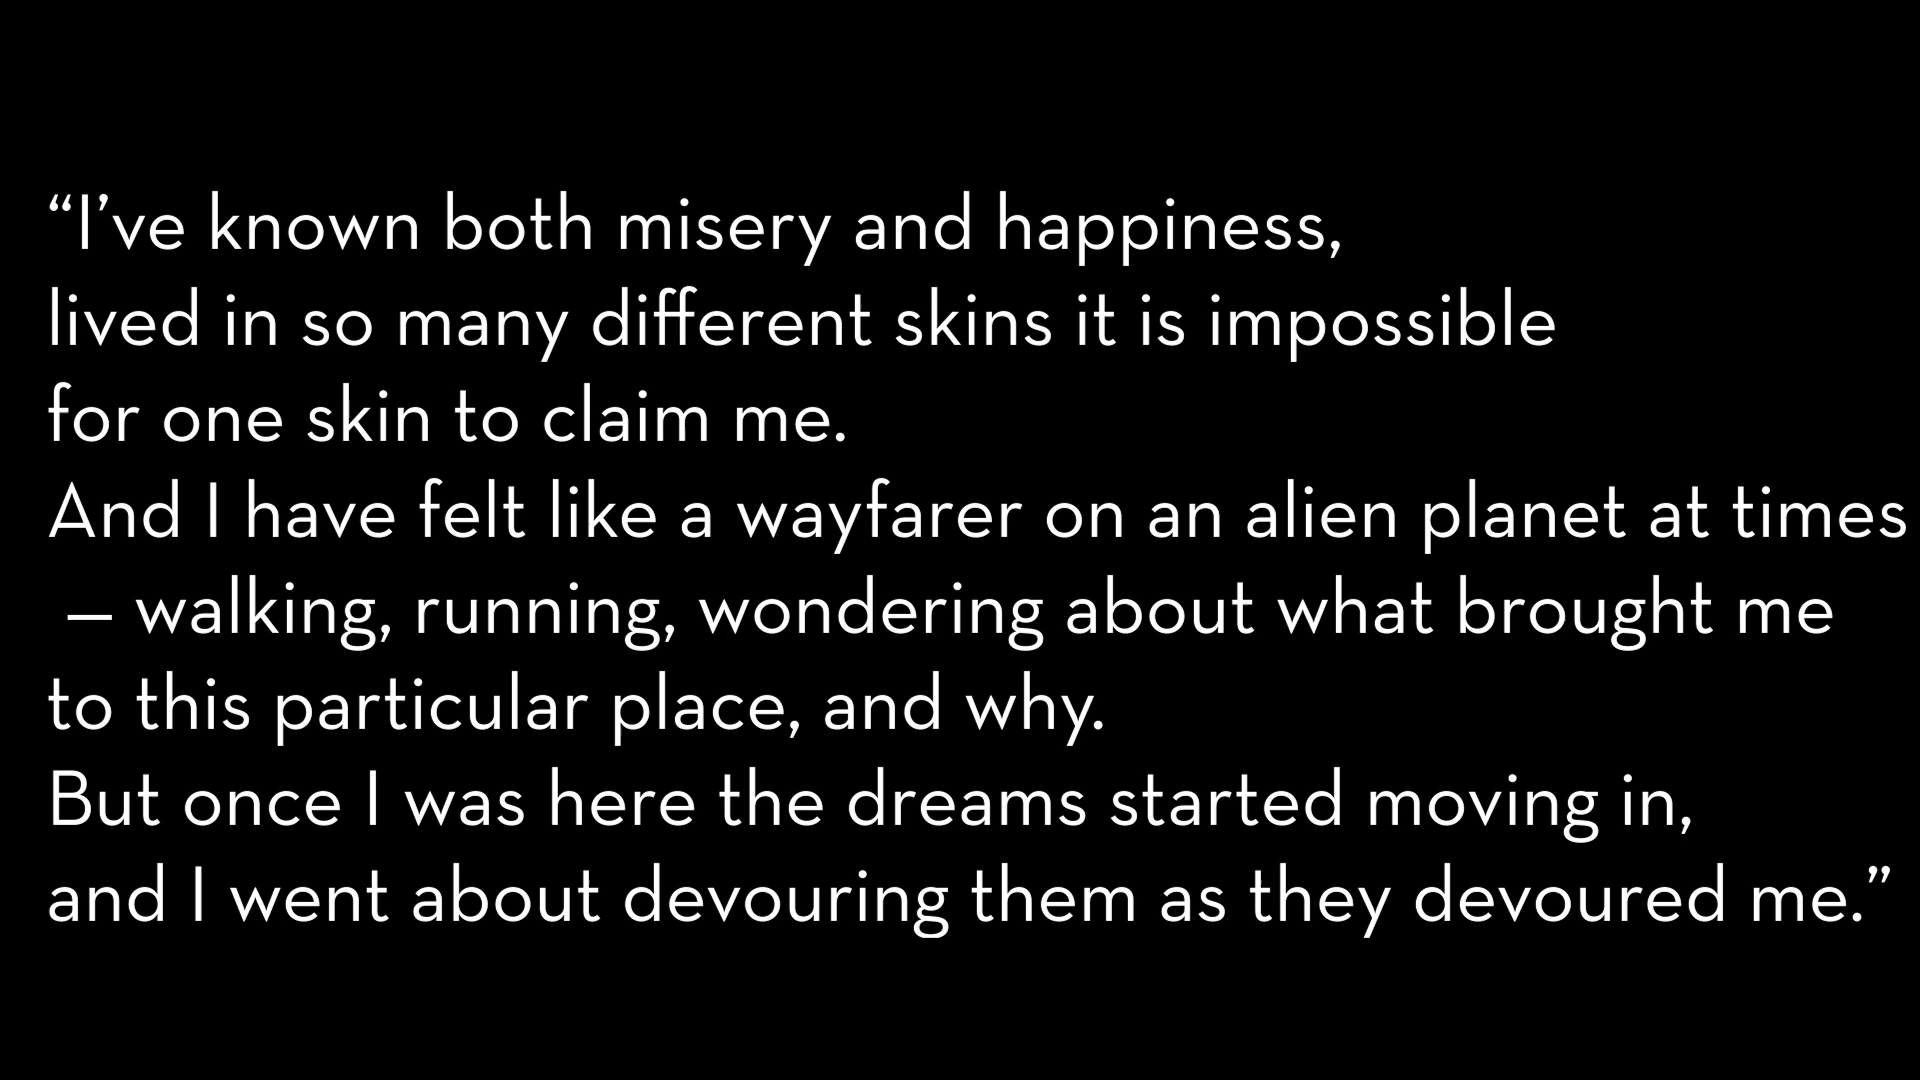 “I’ve known both misery and happiness,
lived in so many different skins it is impossible
for one skin to claim me.
And I have felt like a wayfarer on an alien planet at times
— walking, running, wondering about what brought me
to this particular place, and why.
But once I was here the dreams started moving in,
and I went about devouring them as they devoured me.”